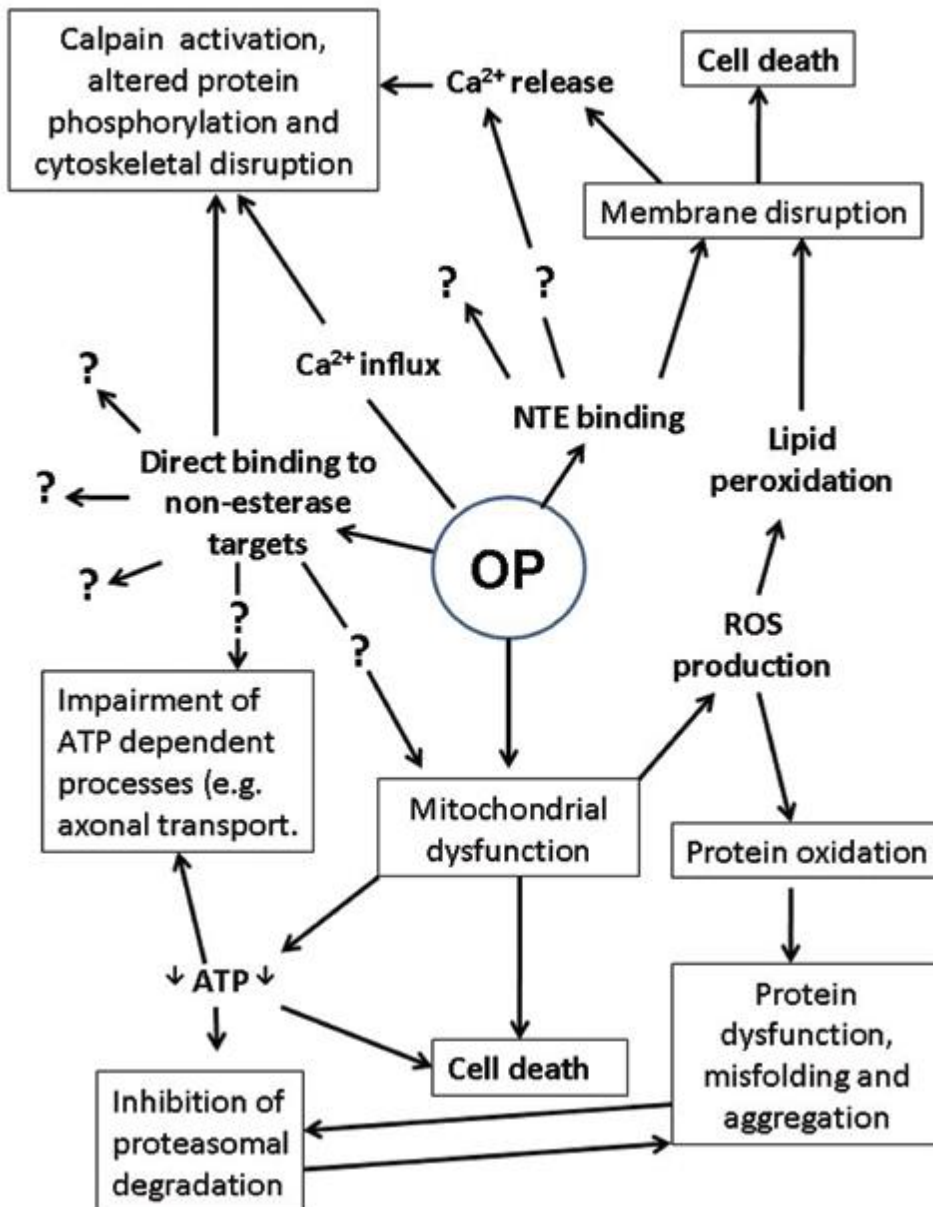 Calpain activation,
altered protein
phosphorylation and
cytoskeletal disruption
Ca²⁺ release
Cell death
Membrane disruption
?
?
?
Ca²⁺ influx
NTE binding
Lipid
peroxidation
Direct binding to
non-esterase
targets
?
?
?
?
OP
ROS
production
Impairment of
ATP dependent
processes (e.g.
axonal transport.
Mitochondrial
dysfunction
Protein oxidation
↓ ATP ↓
Cell death
Protein
dysfunction,
misfolding and
aggregation
Inhibition of
proteasomal
degradation